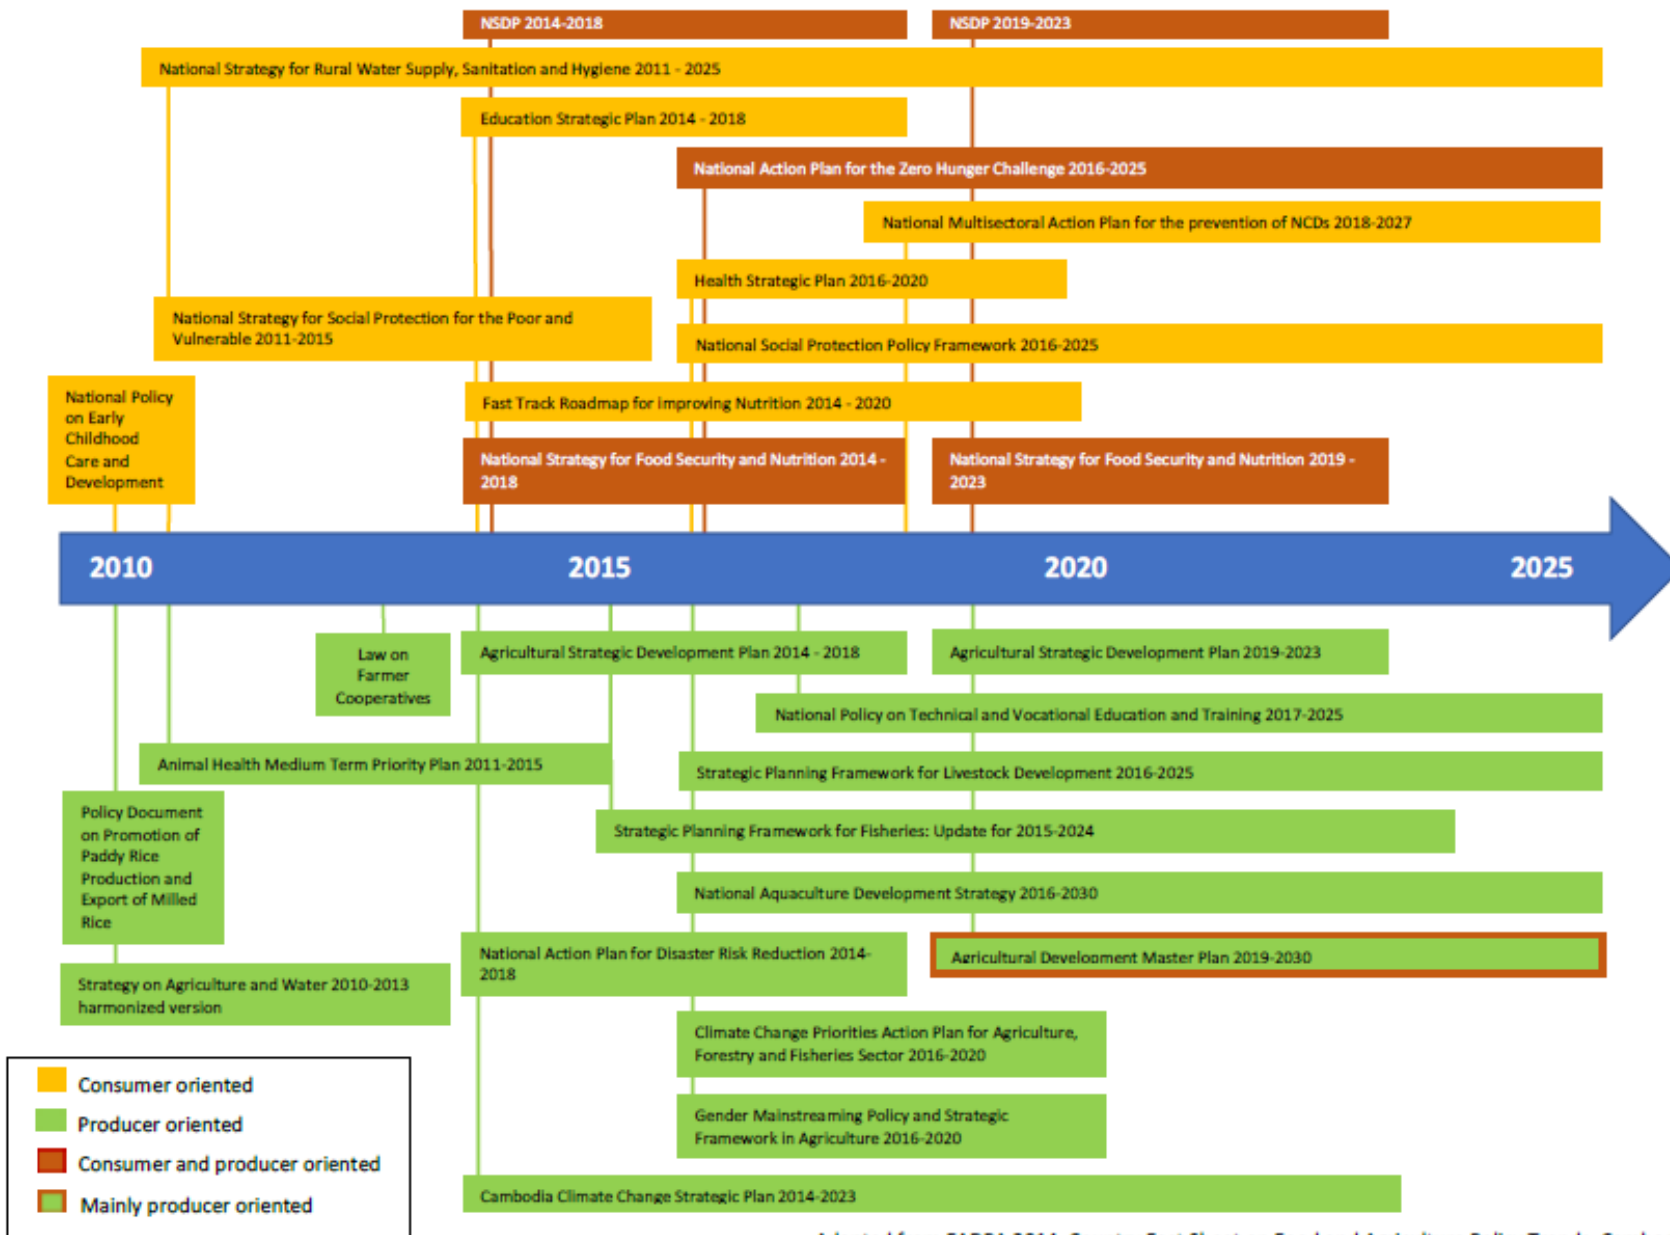 NSDP 2014-2018
NSDP 2019-2023
National Strategy for Rural Water Supply, Sanitation and Hygiene 2011 - 2025
Education Strategic Plan 2014 - 2018
National Action Plan for the Zero Hunger Challenge 2016-2025
National Multisectoral Action Plan for the prevention of NCDs 2018-2027
Health Strategic Plan 2016-2020
National Strategy for Social Protection for the Poor and
Vulnerable 2011-2015
National Social Protection Policy Framework 2016-2025
National Policy
on Early
Childhood
Care and
Development
Fast Track Roadmap for improving Nutrition 2014 - 2020
National Strategy for Food Security and Nutrition 2014 -
2018
National Strategy for Food Security and Nutrition 2019 -
2023
2010
2015
2020
2025
Law on
Farmer
Cooperatives
Agricultural Strategic Development Plan 2014 - 2018
Agricultural Strategic Development Plan 2019-2023
National Policy on Technical and Vocational Education and Training 2017-2025
Animal Health Medium Term Priority Plan 2011-2015
Strategic Planning Framework for Livestock Development 2016-2025
Policy Document
on Promotion of
Paddy Rice
Production and
Export of Milled
Rice
Strategic Planning Framework for Fisheries: Update for 2015-2024
National Aquaculture Development Strategy 2016-2030
National Action Plan for Disaster Risk Reduction 2014-
2018
Agricultural Development Master Plan 2019-2030
Strategy on Agriculture and Water 2010-2013
harmonized version
Climate Change Priorities Action Plan for Agriculture,
Forestry and Fisheries Sector 2016-2020
Gender Mainstreaming Policy and Strategic
Framework in Agriculture 2016-2020
Cambodia Climate Change Strategic Plan 2014-2023
Consumer oriented
Producer oriented
Consumer and producer oriented
Mainly producer oriented